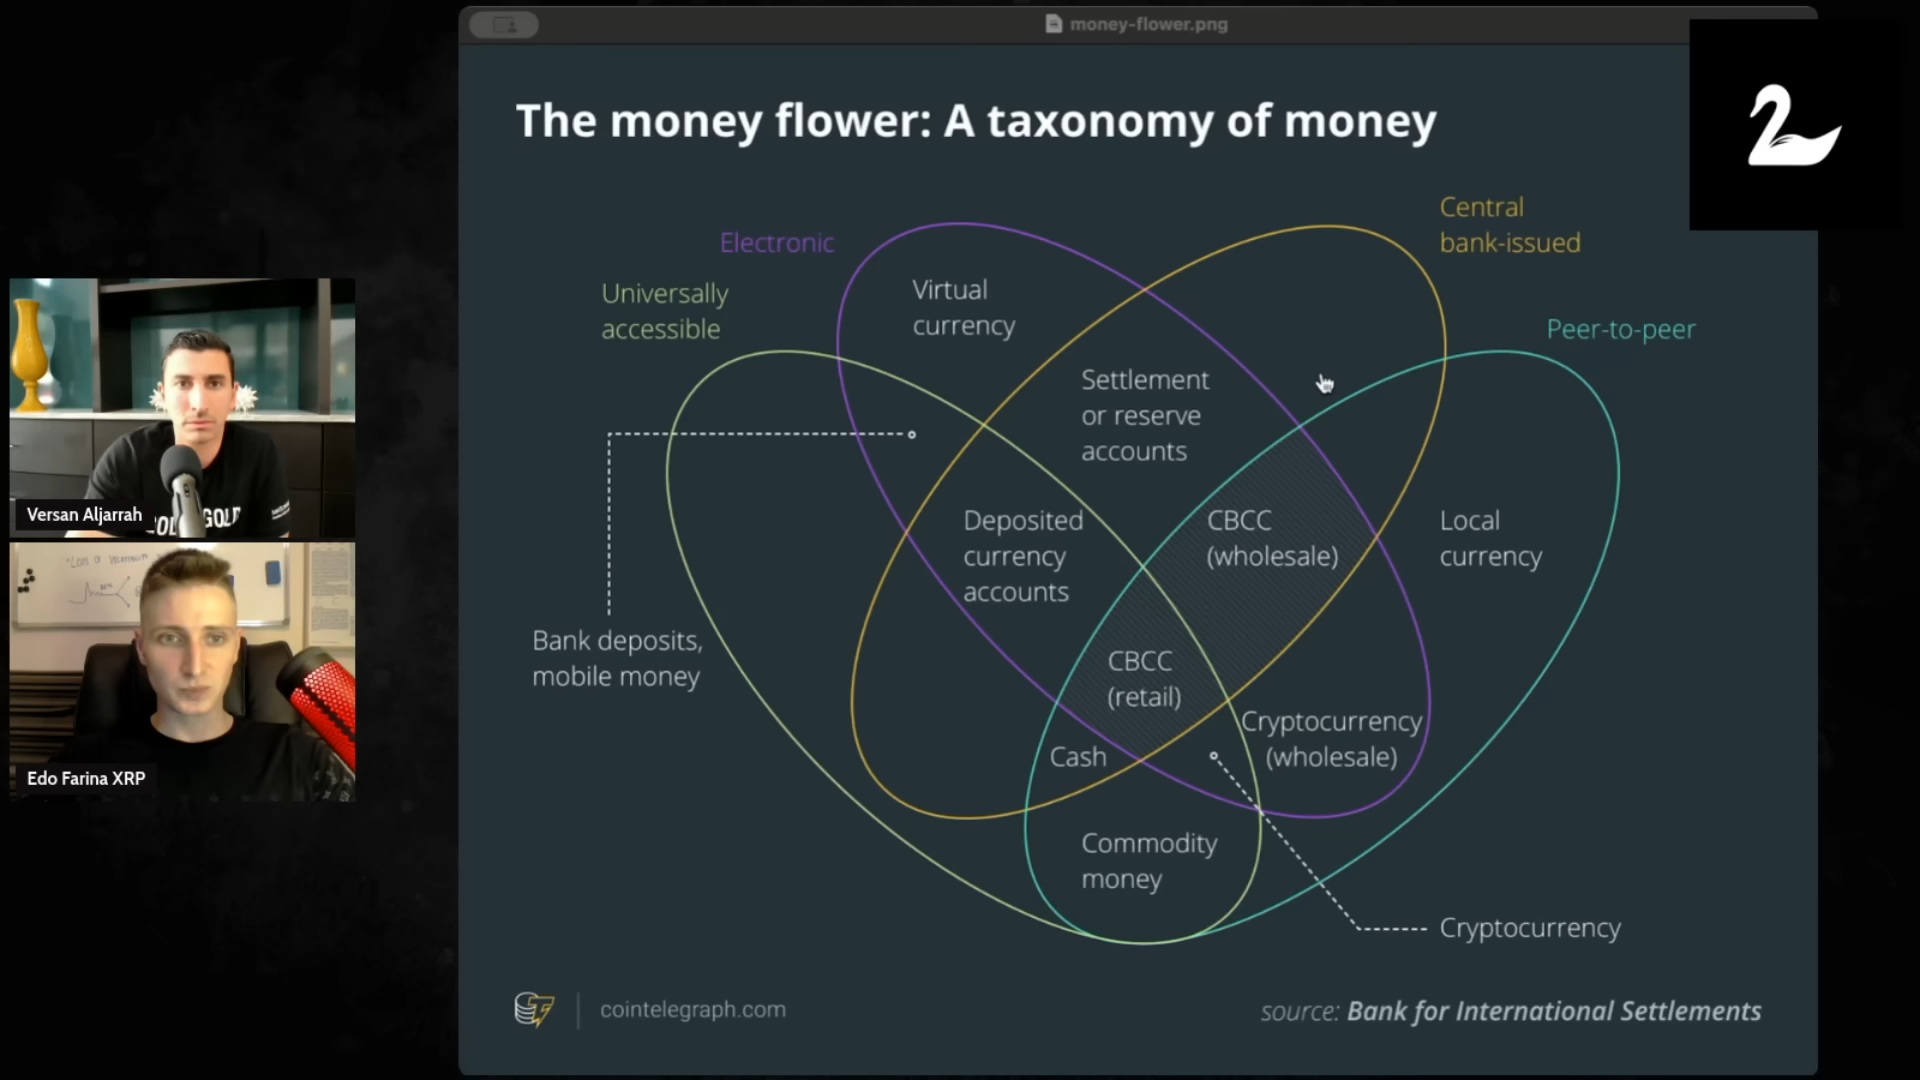 money-flower.png
The money flower: A taxonomy of money
Central
bank-issued
Electronic
Universally
accessible
Peer-to-peer
Virtual
currency
Settlement
or reserve
accounts
Deposited
currency
accounts
CBCC
(wholesale)
Local
currency
Bank deposits,
mobile money
CBCC
(retail)
Cryptocurrency
(wholesale)
Cash
Commodity
money
Cryptocurrency
cointelegraph.com
source: Bank for International Settlements
Versan Aljarrah
GOLD
Edo Farina XRP